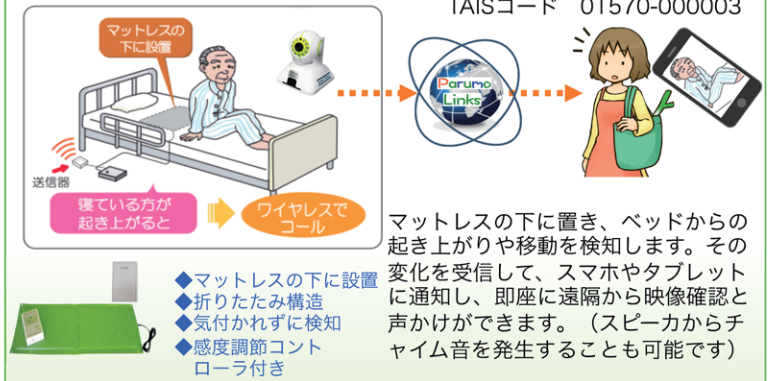 TAISコード 01570-000003
マットレスの
下に設置
Parumo
Links
送信器
寝ている方が
起き上がると
ワイヤレスで
コール
マットレスの下に置き、ベッドからの
起き上がりや移動を検知します。その
変化を受信して、スマホやタブレット
に通知し、即座に遠隔から映像確認と
声かけができます。（スピーカからチ
ャイム音を発生することも可能です）
◆マットレスの下に設置
◆折りたたみ構造
◆気付かれずに検知
◆感度調節コント
ローラ付き